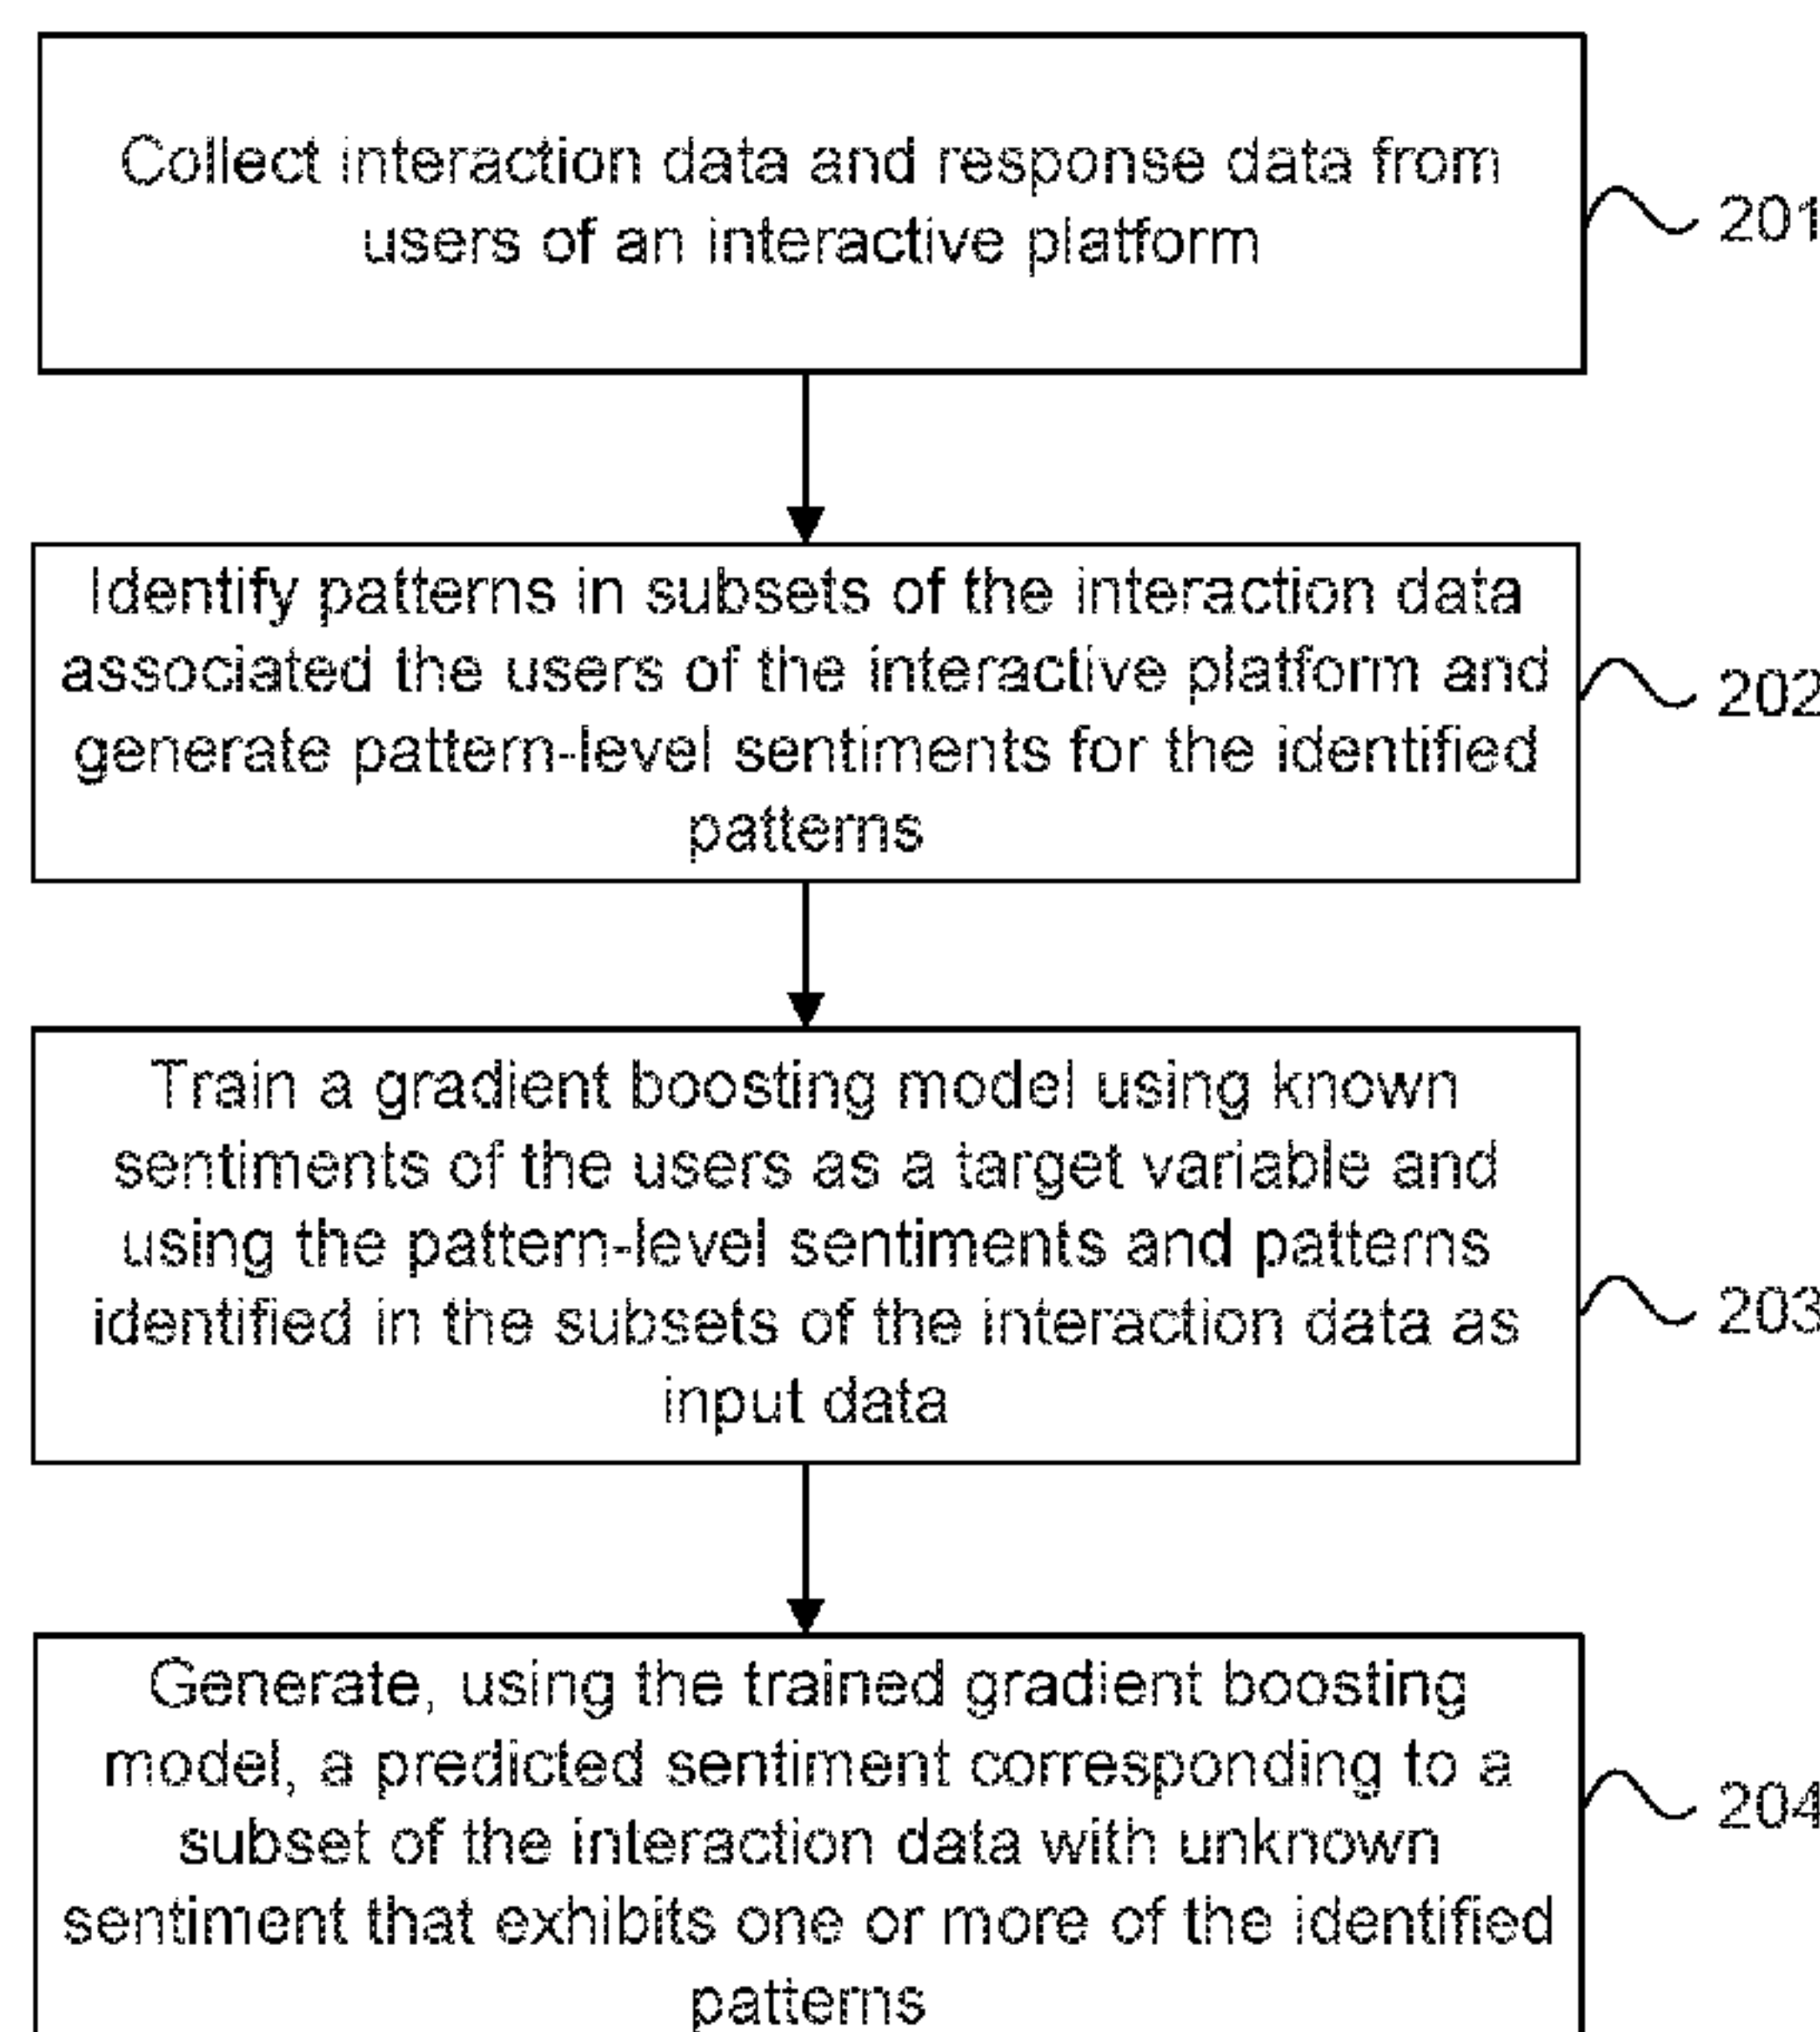 Collect interaction data and response data from
users of an interactive platform
201
Identify patterns in subsets of the interaction data
associated the users of the interactive platform and
generate pattern-level sentiments for the identified
patterns
202
Train a gradient boosting model using known
sentiments of the users as a target variable and
using the pattern-level sentiments and patterns
identified in the subsets of the interaction data as
input data
203
Generate, using the trained gradient boosting
model, a predicted sentiment corresponding to a
subset of the interaction data with unknown
sentiment that exhibits one or more of the identified
patterns
204